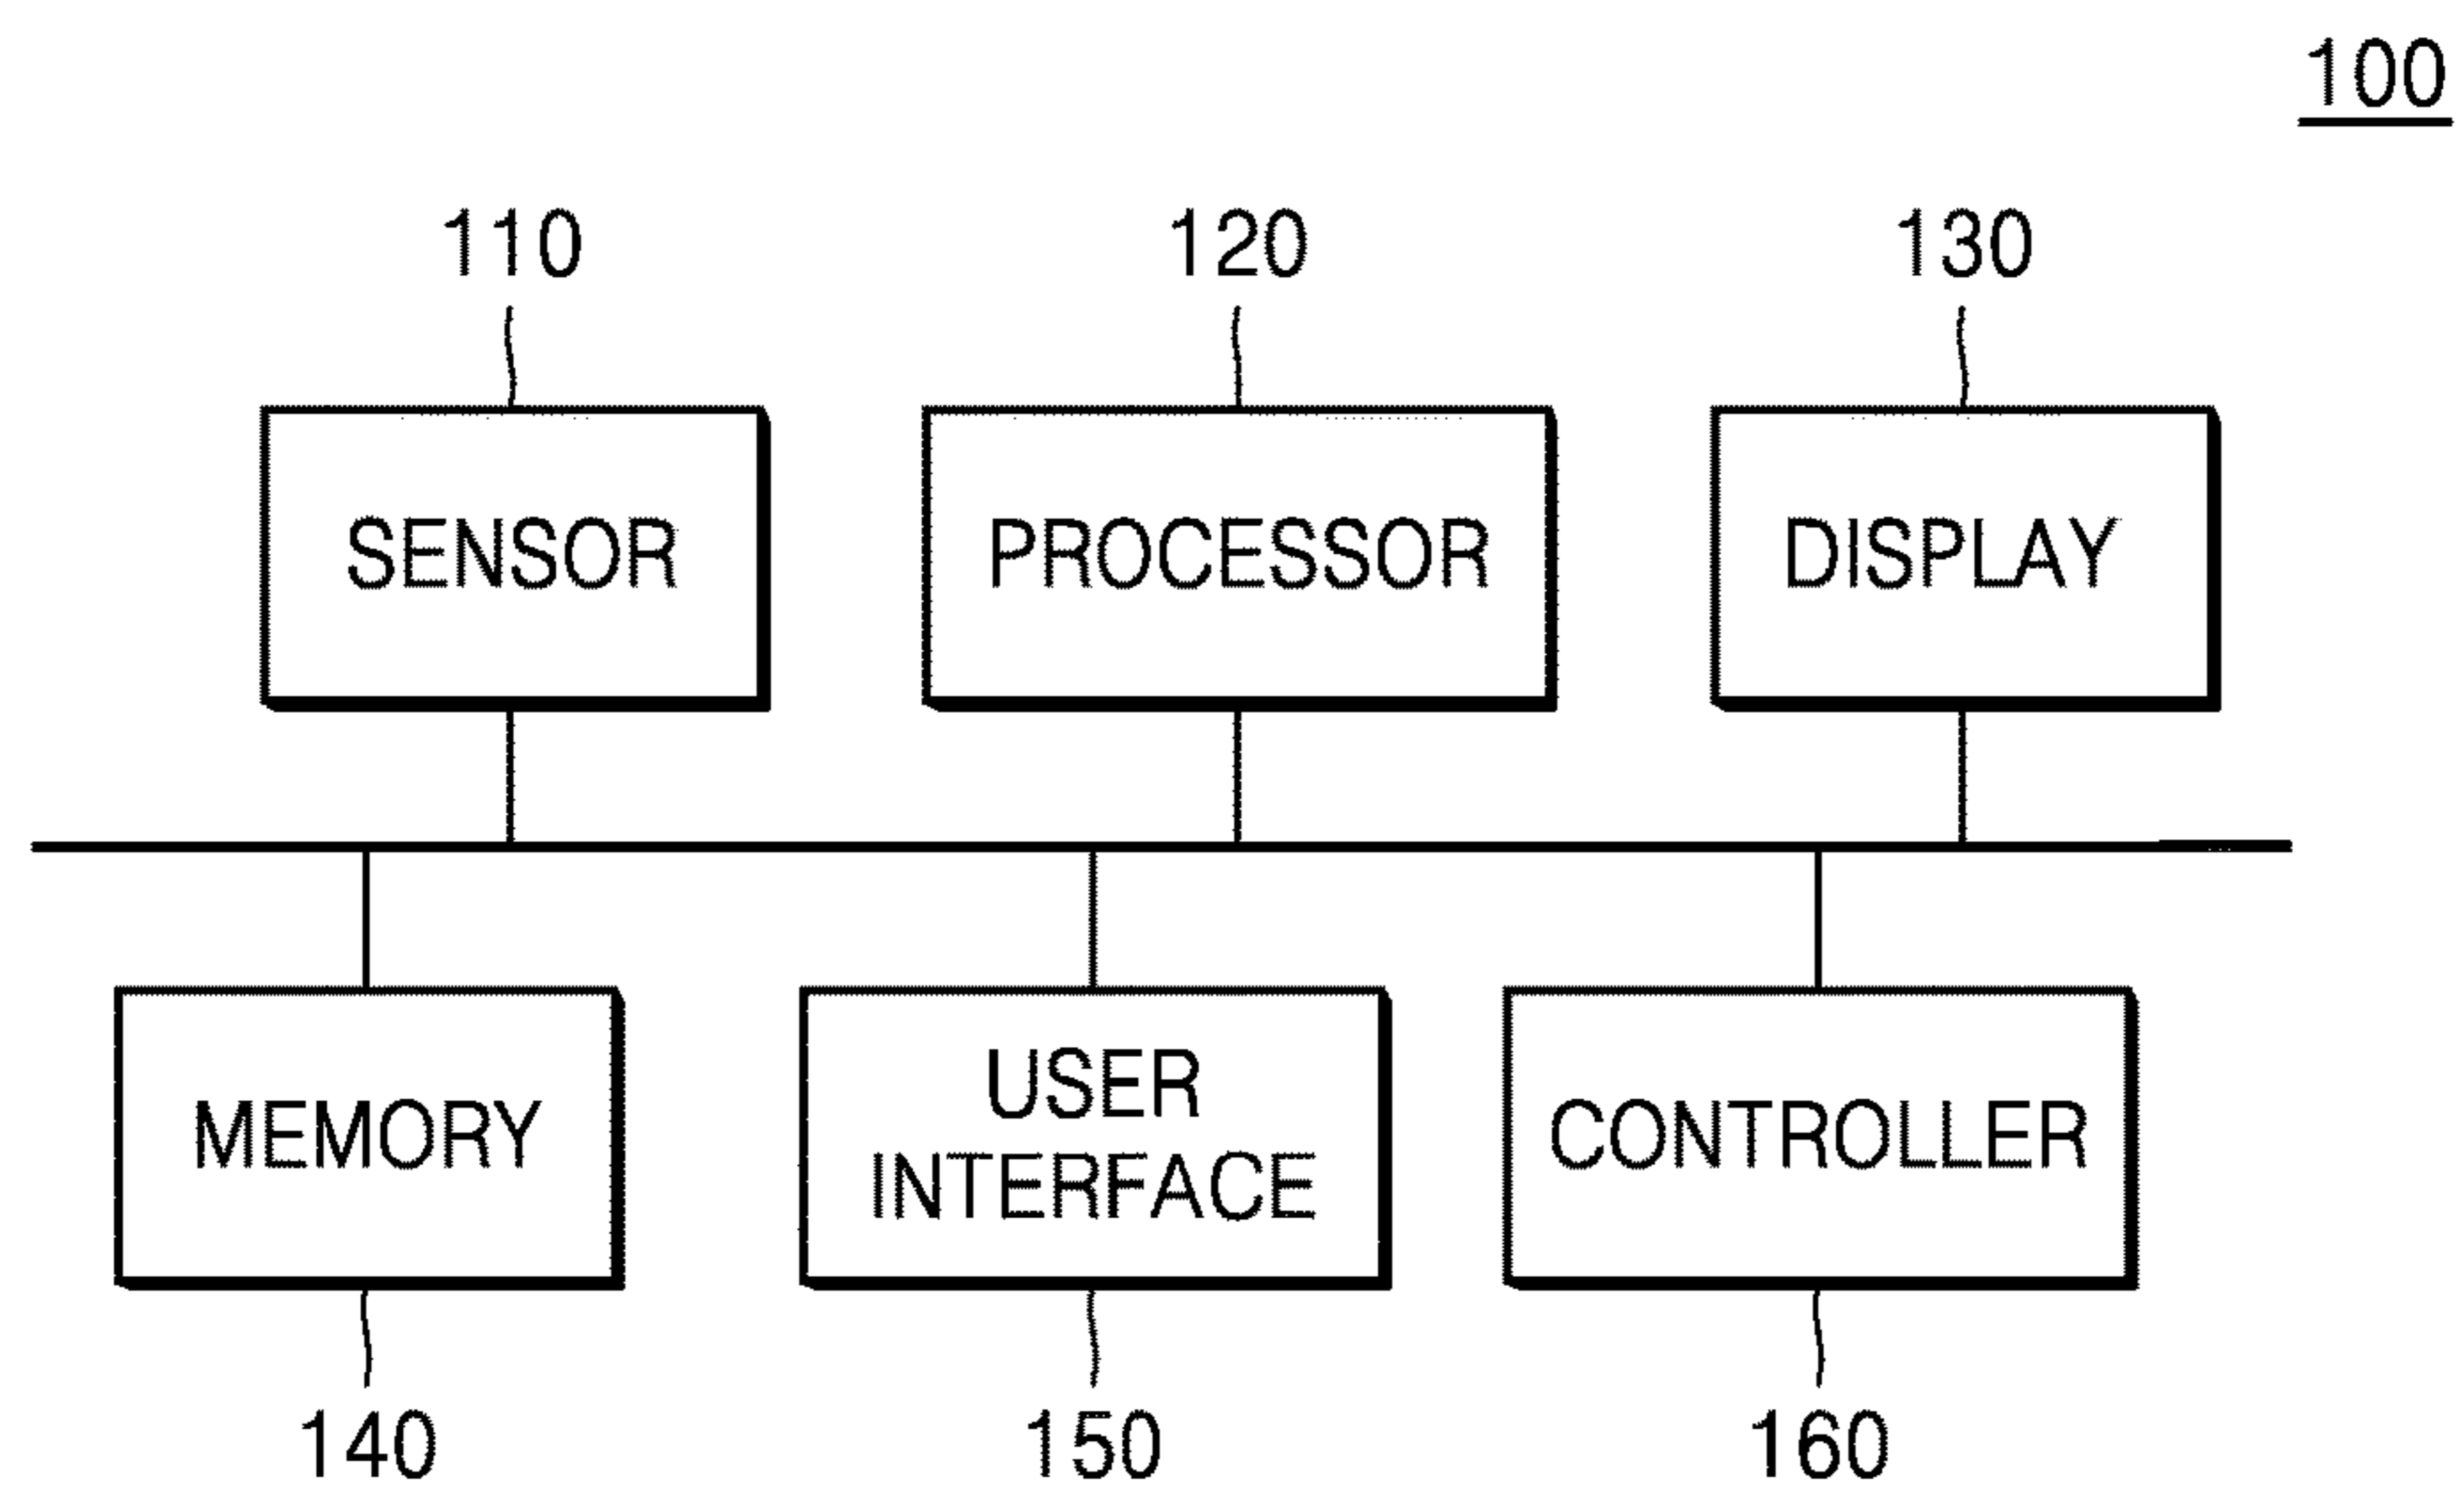 100
110
120
130
SENSOR
PROCESSOR
DISPLAY
MEMORY
USER
INTERFACE
CONTROLLER
140
150
160